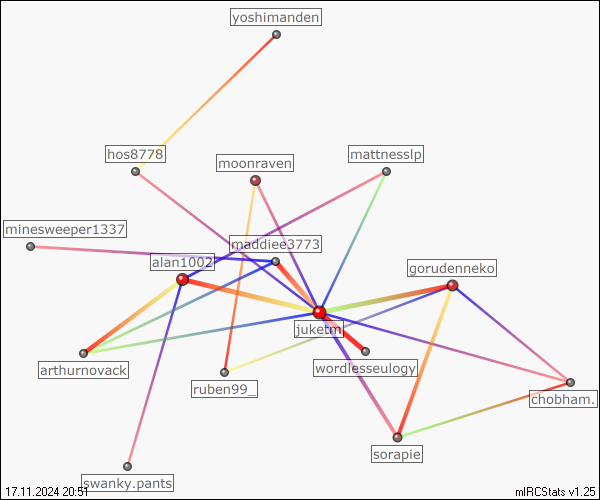 yoshimanden
hos8778
moonraven
mattnesslp
minesweeper1337
maddiee3773
alan1002
gorudenneko
juketm
wordlesseulogy
arthurnovack
ruben99_
chobham.
sorapie
swanky.pants
17.11.2024 20:51
mIRCStats v1.25